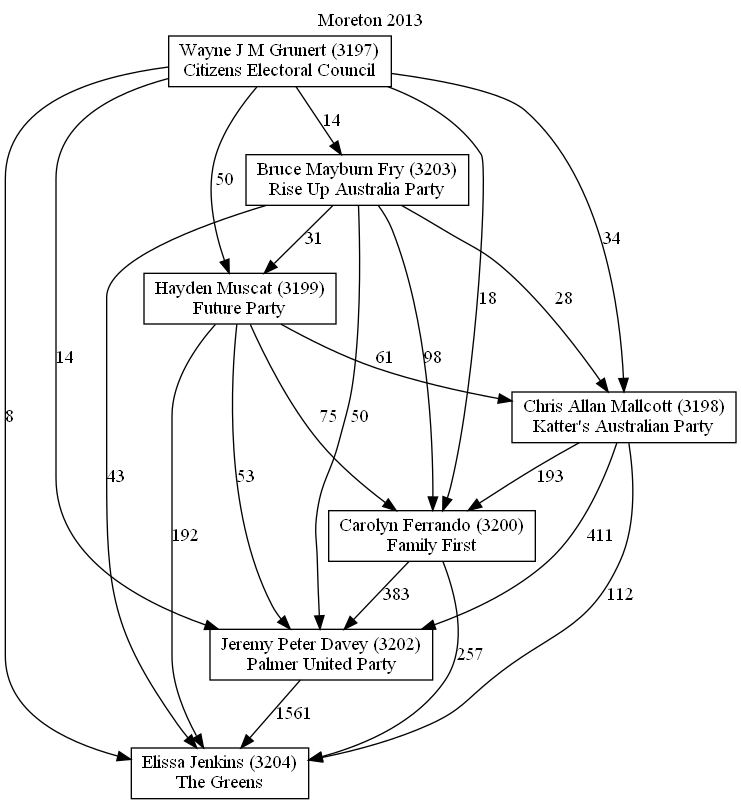 Moreton 2013
Wayne J M Grunert (3197)
Citizens Electoral Council
14
Bruce Mayburn Fry (3203)
Rise Up Australia Party
50
31
34
18
28
Hayden Muscat (3199)
Future Party
14
61
98
Chris Allan Mallcott (3198)
Katter's Australian Party
8
75
50
43
53
193
Carolyn Ferrando (3200)
Family First
192
411
383
112
Jeremy Peter Davey (3202)
Palmer United Party
257
1561
Elissa Jenkins (3204)
The Greens